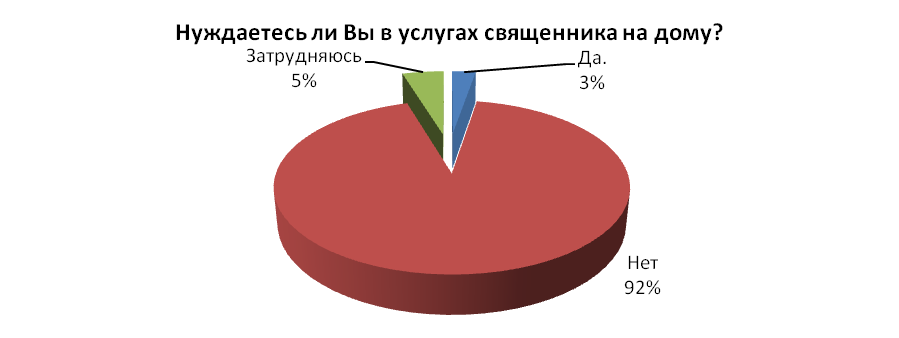 Нуждаетесь ли Вы в услугах священника на дому?
Затрудняюсь
5%
Да.
3%
Нет
92%